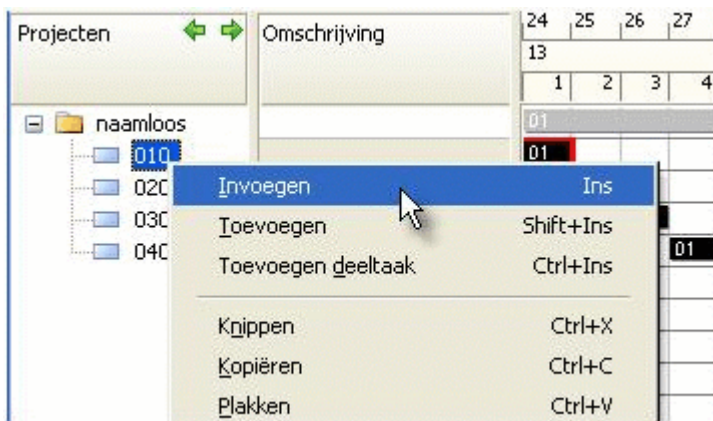 Projecten
Omschrijving
24 25 26 27
13
1 2 3 4
naamloos
01
010
01
020
Invoegen Ins
030
Toevoegen Shift+Ins
040
01
Toevoegen deeltaak Ctrl+Ins
Knippen Ctrl+X
Kopiëren Ctrl+C
Plakken Ctrl+V